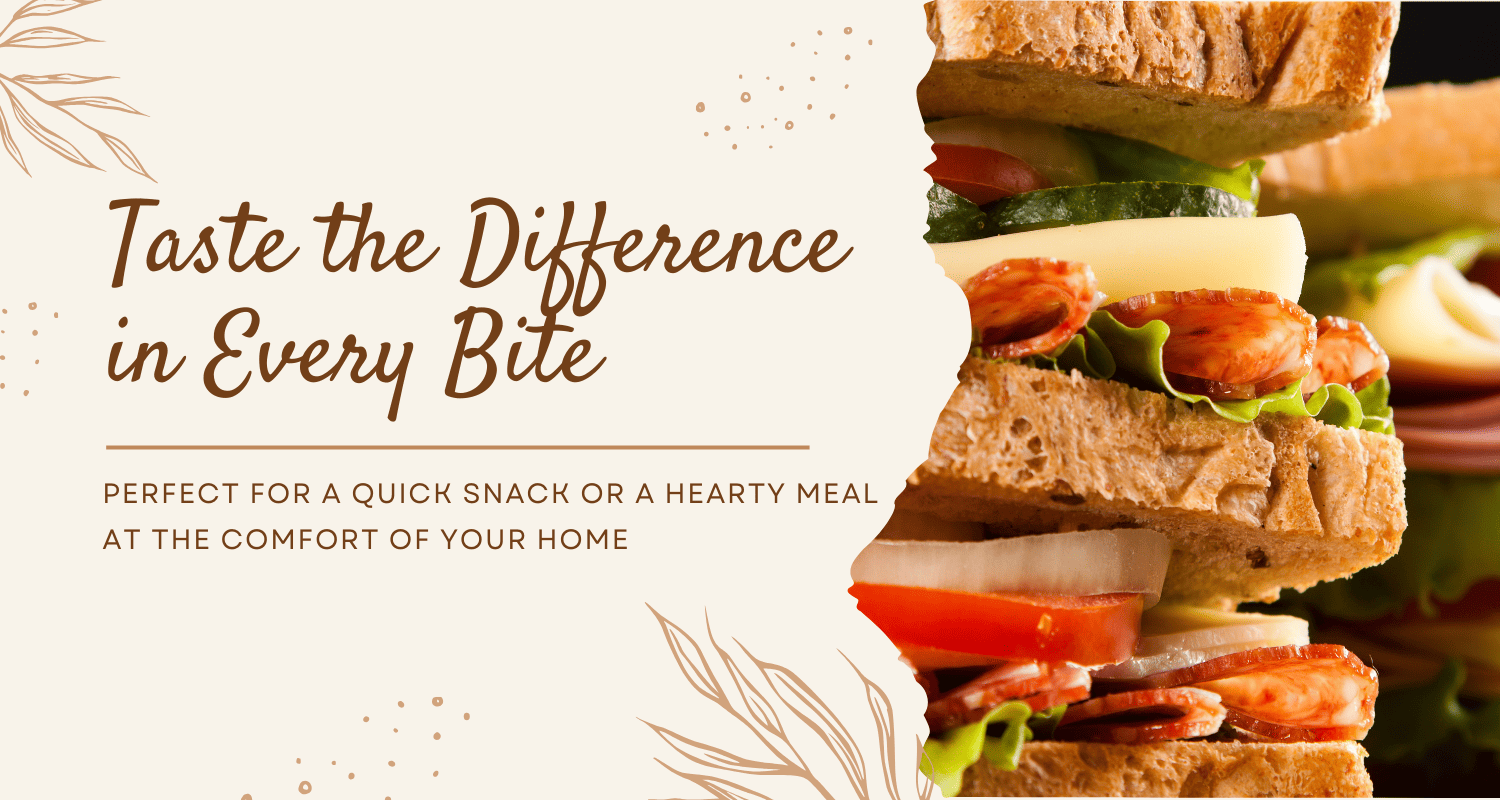 Taste the Difference
in Every Bite
PERFECT FOR A QUICK SNACK OR A HEARTY MEAL
AT THE COMFORT OF YOUR HOME